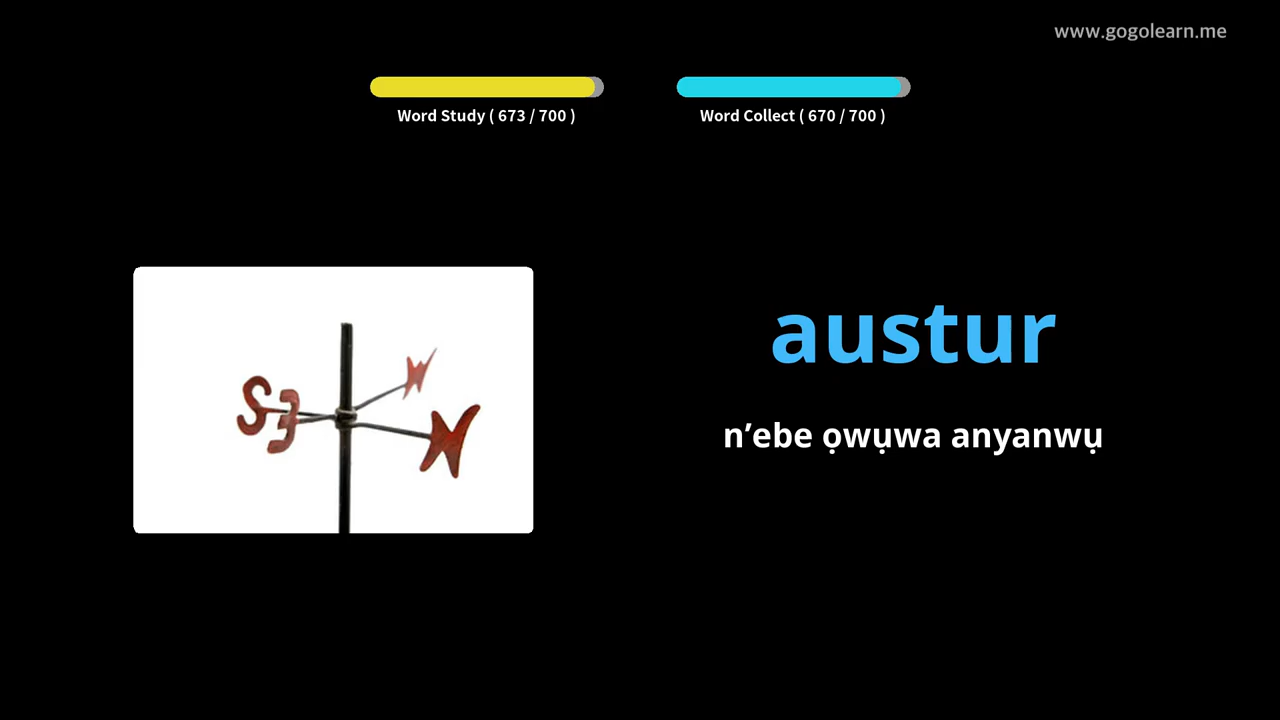 www.gogolearn.me
Word Study ( 673 / 700 )
Word Collect ( 670 / 700 )
S E W N
austur
n’ebe ọwụwa anyanwụ